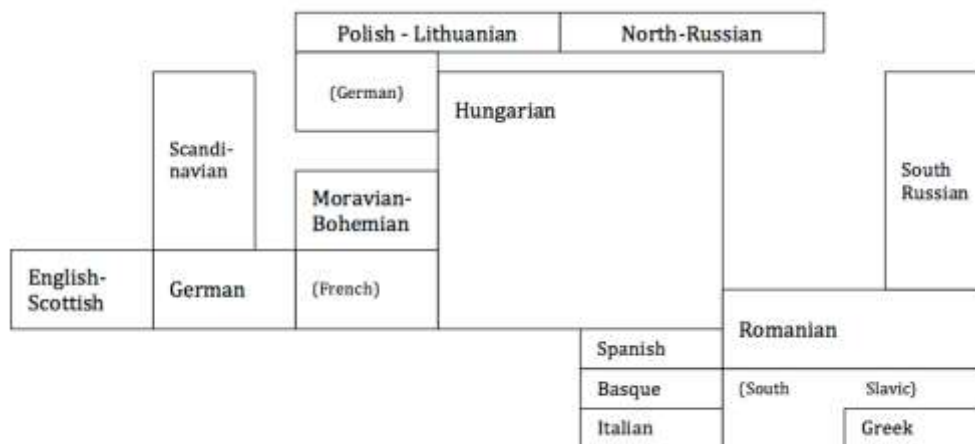 Polish - Lithuanian
North-Russian
(German)
Hungarian
Scandi-
navian
South
Russian
Moravian-
Bohemian
English-
Scottish
German
(French)
Romanian
Spanish
Basque
(South Slavic)
Italian
Greek